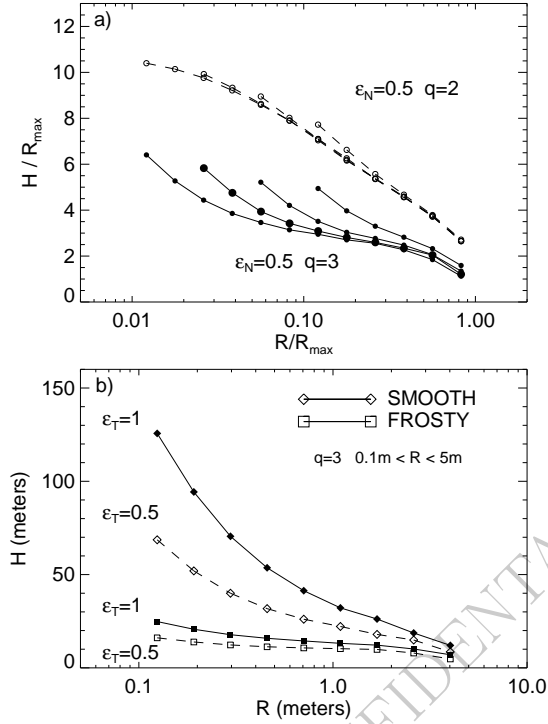 a)
12
10
8
6
4
2
0
H / R_max
ε_N=0.5 q=2
ε_N=0.5 q=3
0.01
0.10
1.00
R/R_max
b)
150
100
50
0
H (meters)
ε_T=1
ε_T=0.5
ε_T=1
ε_T=0.5
SMOOTH
FROSTY
q=3 0.1m < R < 5m
0.1
1.0
10.0
R (meters)